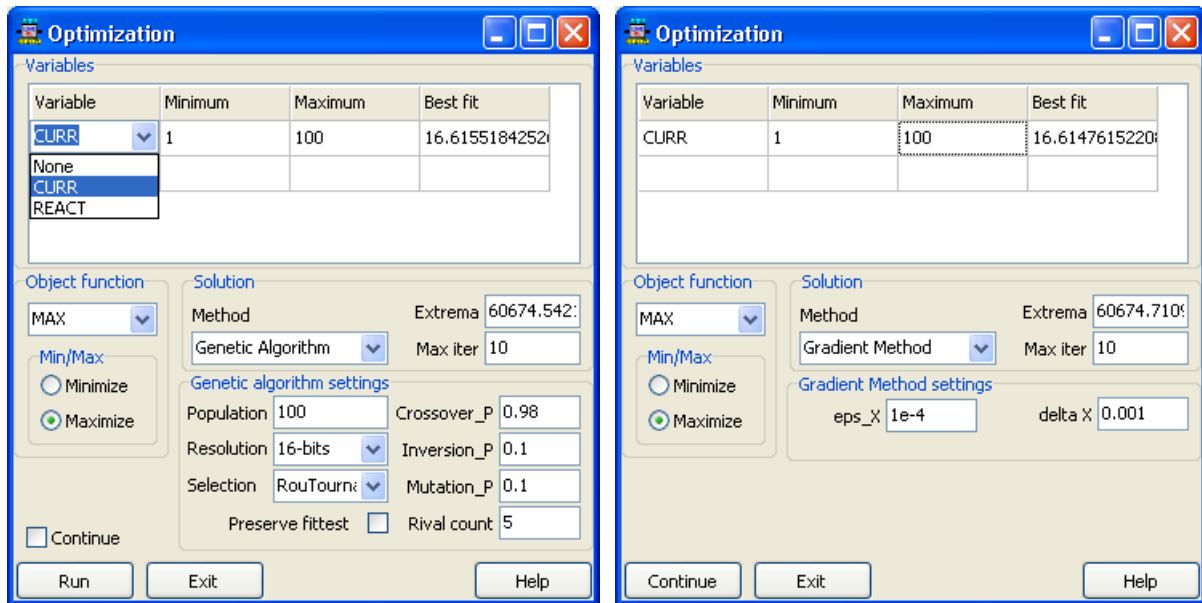 Optimization
Variables
Variable Minimum Maximum Best fit
CURR 1 100 16.6155184252
None
CURR
REACT
Object function
MAX
Min/Max
Minimize
Maximize
Solution
Method
Extrema 60674.542
Genetic Algorithm
Max iter 10
Genetic algorithm settings
Population 100 Crossover_P 0.98
Resolution 16-bits Inversion_P 0.1
Selection RouTourna Mutation_P 0.1
Preserve fittest Rival count 5
Continue
Run Exit Help
Optimization
Variables
Variable Minimum Maximum Best fit
CURR 1 100 16.6147615220
Object function
MAX
Min/Max
Minimize
Maximize
Solution
Method
Extrema 60674.710
Gradient Method
Max iter 10
Gradient Method settings
eps_X 1e-4 delta X 0.001
Continue Exit Help